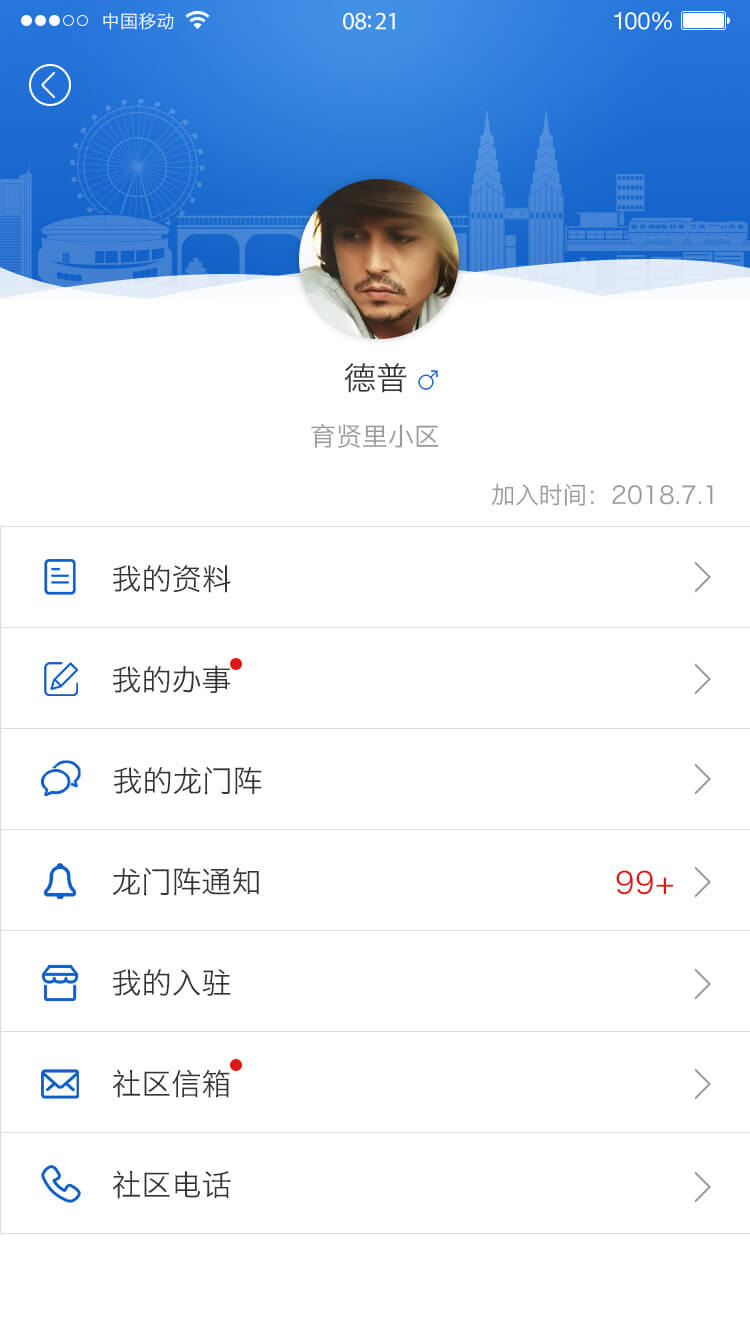 中国移动 08:21 100%
德普
育贤里小区
加入时间：2018.7.1
我的资料
我的办事
我的龙门阵
龙门阵通知 99+
我的入驻
社区信箱
社区电话